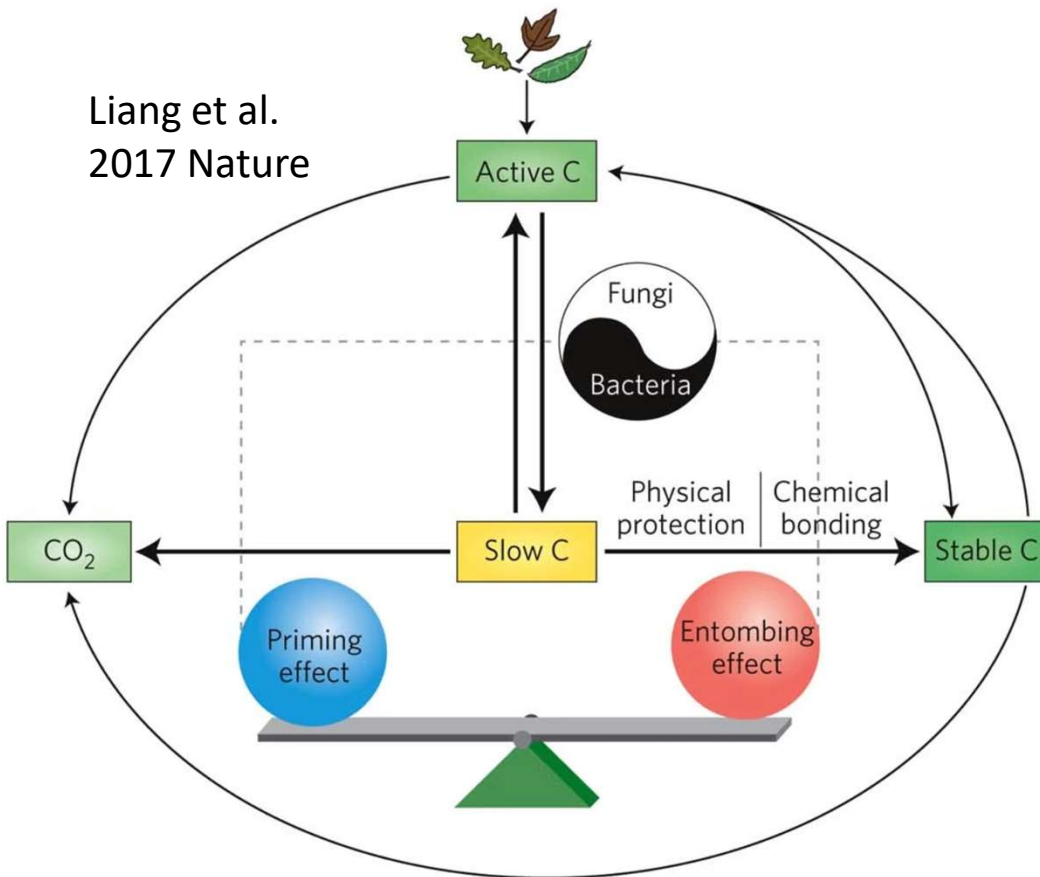 Liang et al.
2017 Nature
Active C
Fungi
Bacteria
Physical
protection
Chemical
bonding
CO₂
Slow C
Stable C
Priming
effect
Entombing
effect